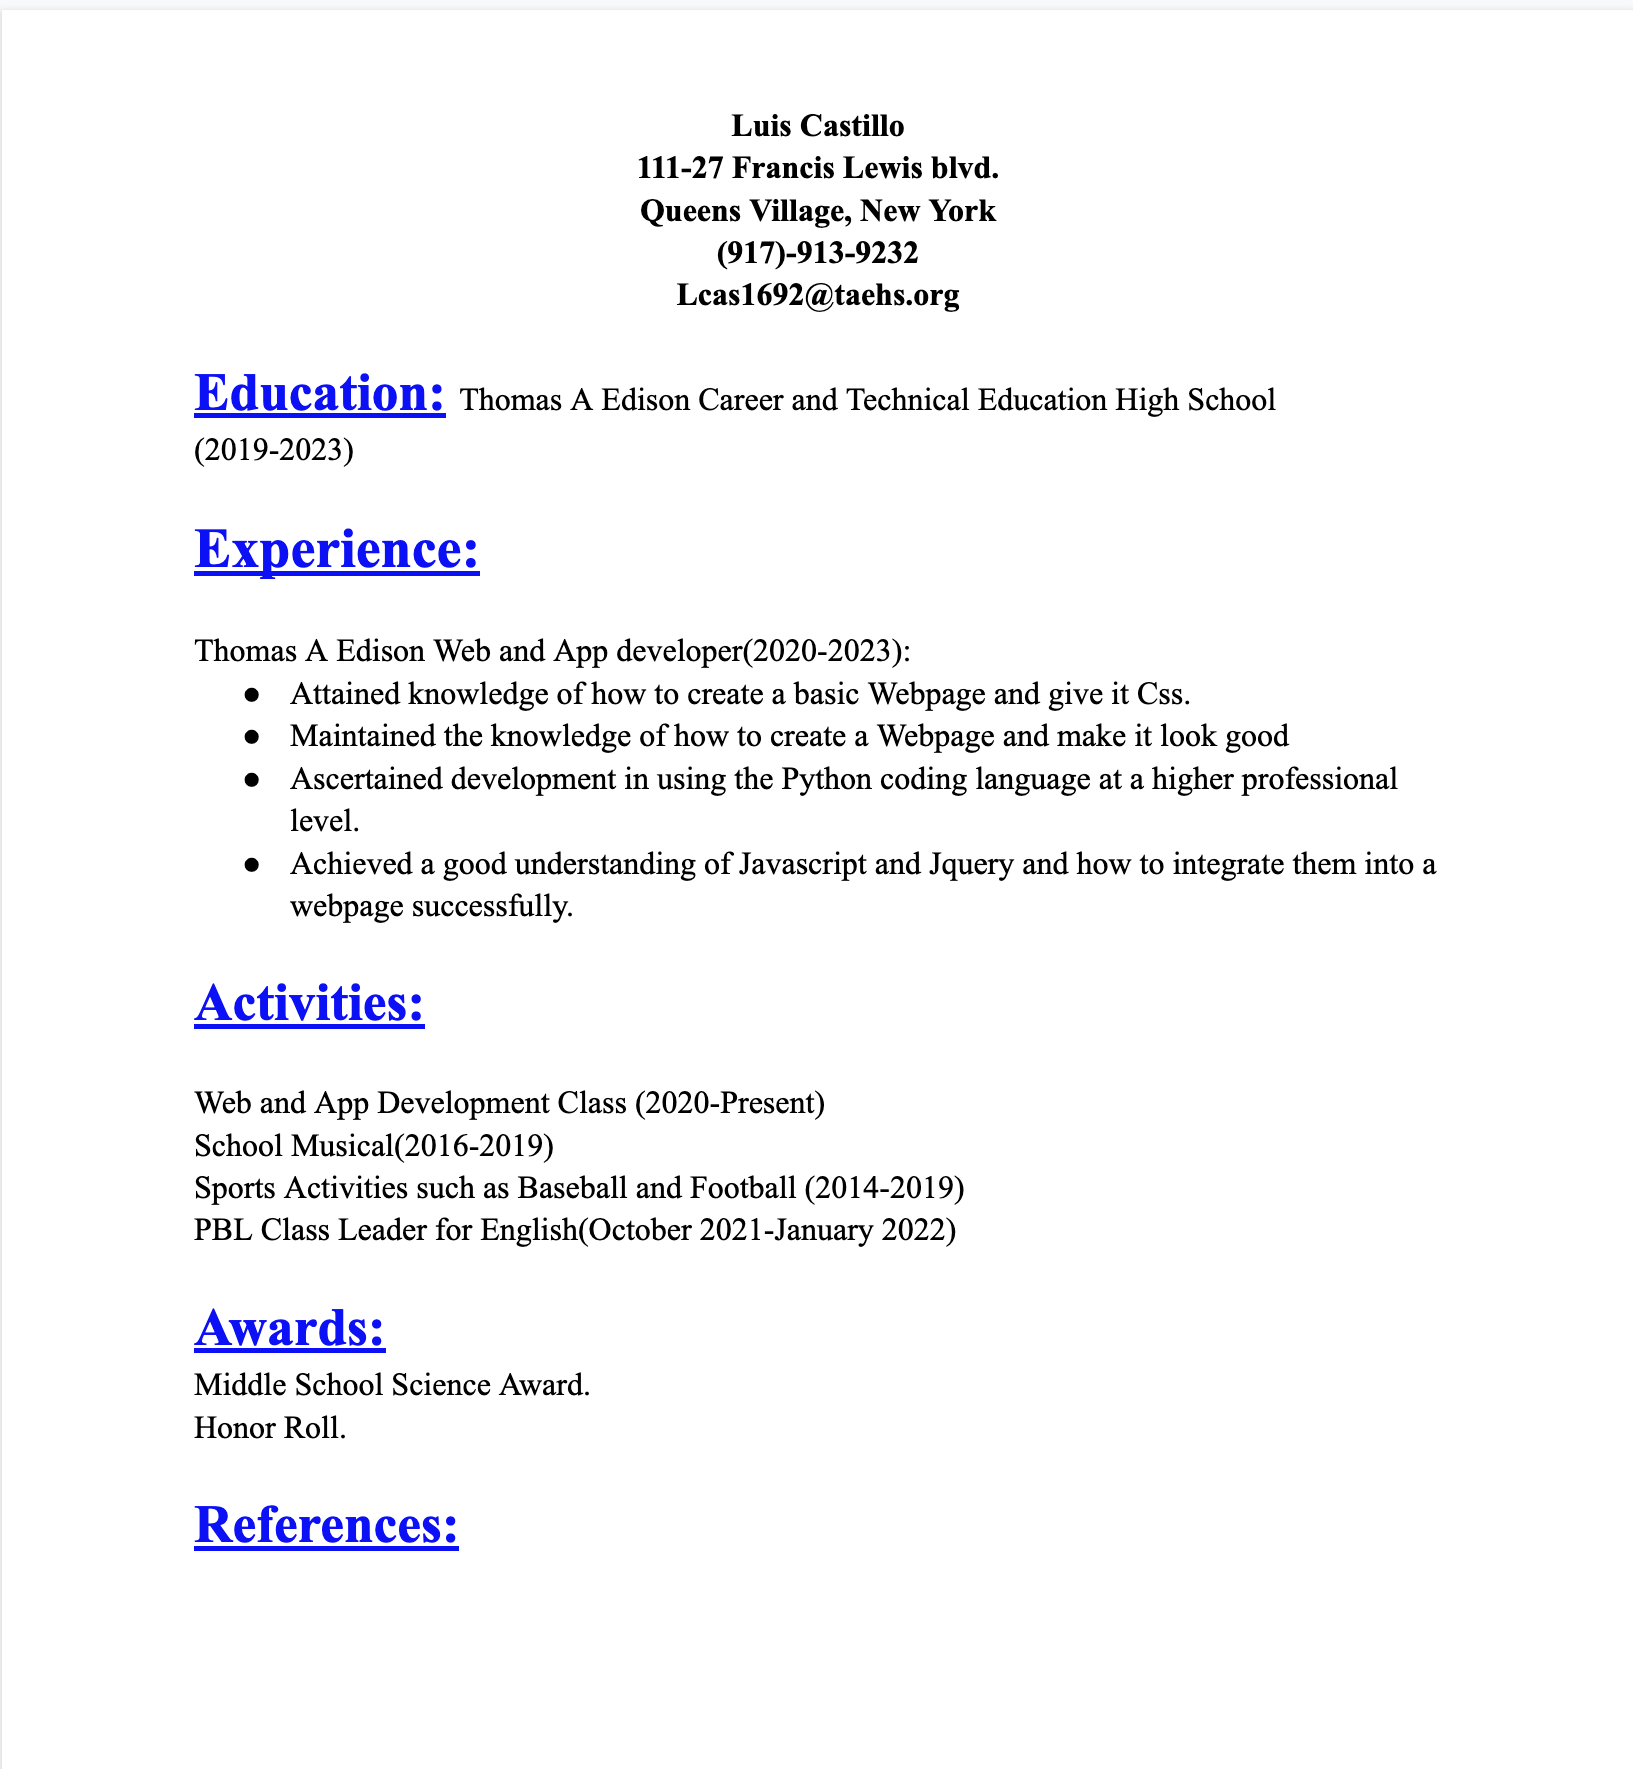 Luis Castillo
111-27 Francis Lewis blvd.
Queens Village, New York
(917)-913-9232
Lcas1692@taehs.org
Education: Thomas A Edison Career and Technical Education High School
(2019-2023)
Experience:
Thomas A Edison Web and App developer(2020-2023):
● Attained knowledge of how to create a basic Webpage and give it Css.
● Maintained the knowledge of how to create a Webpage and make it look good
● Ascertained development in using the Python coding language at a higher professional
level.
● Achieved a good understanding of Javascript and Jquery and how to integrate them into a
webpage successfully.
Activities:
Web and App Development Class (2020-Present)
School Musical(2016-2019)
Sports Activities such as Baseball and Football (2014-2019)
PBL Class Leader for English(October 2021-January 2022)
Awards:
Middle School Science Award.
Honor Roll.
References: